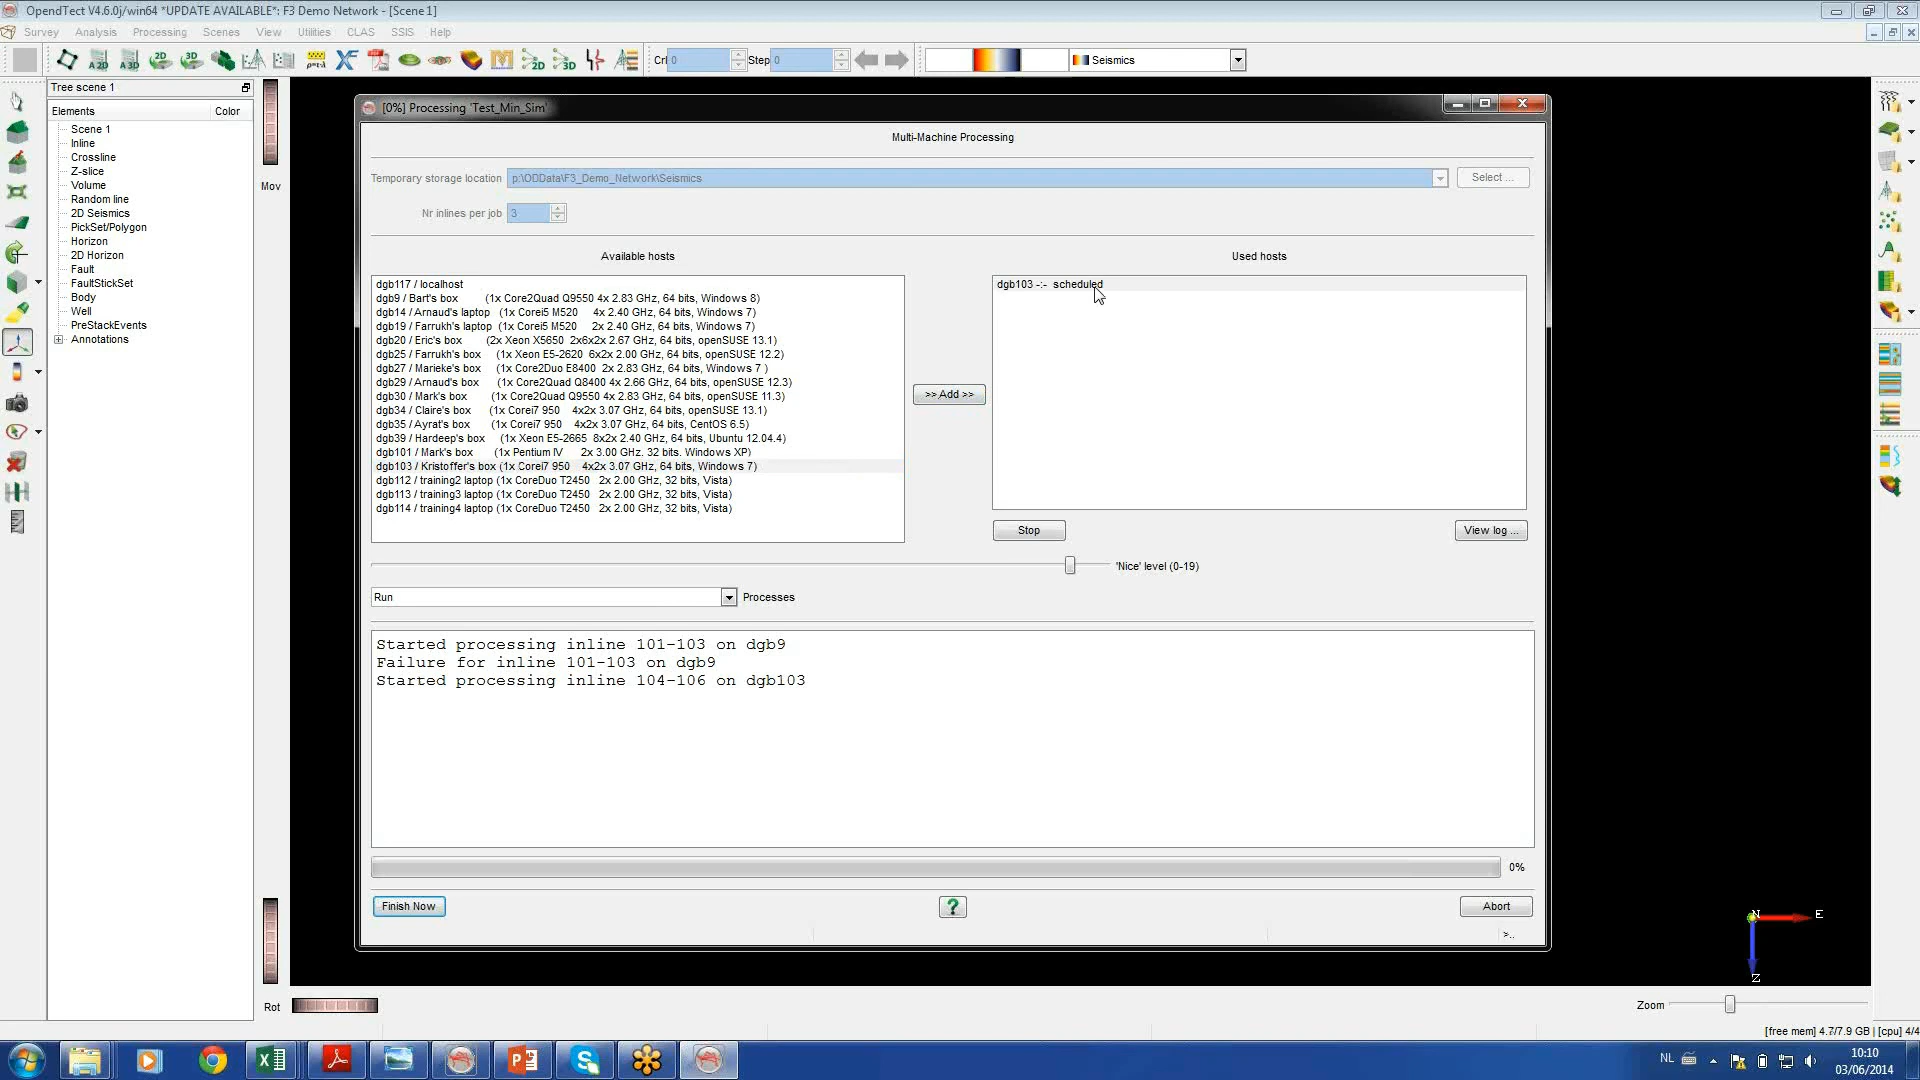 OpendTect V4.6.0j/win64 *UPDATE AVAILABLE*: F3 Demo Network - [Scene 1]
Survey Analysis Processing Scenes View Utilities CLAS SSIS Help
Crl 0 Step 0 Seismics
Tree scene 1
Elements Color
Scene 1
Inline
Crossline
Z-slice
Volume
Random line
2D Seismics
PickSet/Polygon
Horizon
2D Horizon
Fault
FaultStickSet
Body
Well
PreStackEvents
Annotations
Mov
Rot
[0%] Processing 'Test_Min_Sim'
Multi-Machine Processing
Temporary storage location p:\ODData\F3_Demo_Network\Seismics Select ...
Nr inlines per job 3
Available hosts
dgb117 / localhost
dgb9 / Bart's box (1x Core2Quad Q9550 4x 2.83 GHz, 64 bits, Windows 8)
dgb14 / Arnaud's laptop (1x Corei5 M520 4x 2.40 GHz, 64 bits, Windows 7)
dgb19 / Farrukh's laptop (1x Corei5 M520 2x 2.40 GHz, 64 bits, Windows 7)
dgb20 / Eric's box (2x Xeon X5650 2x6x2x 2.67 GHz, 64 bits, openSUSE 13.1)
dgb25 / Farrukh's box (1x Xeon E5-2620 6x2x 2.00 GHz, 64 bits, openSUSE 12.2)
dgb27 / Marieke's box (1x Core2Duo E8400 2x 2.83 GHz, 64 bits, Windows 7 )
dgb29 / Arnaud's box (1x Core2Quad Q8400 4x 2.66 GHz, 64 bits, openSUSE 12.3)
dgb30 / Mark's box (1x Core2Quad Q9550 4x 2.83 GHz, 64 bits, openSUSE 11.3)
dgb34 / Claire's box (1x Corei7 950 4x2x 3.07 GHz, 64 bits, openSUSE 13.1)
dgb35 / Ayrat's box (1x Corei7 950 4x2x 3.07 GHz, 64 bits, CentOS 6.5)
dgb39 / Hardeep's box (1x Xeon E5-2665 8x2x 2.40 GHz, 64 bits, Ubuntu 12.04.4)
dgb101 / Mark's box (1x Pentium IV 2x 3.00 GHz. 32 bits. Windows XP)
dgb103 / Kristoffer's box (1x Corei7 950 4x2x 3.07 GHz, 64 bits, Windows 7)
dgb112 / training2 laptop (1x CoreDuo T2450 2x 2.00 GHz, 32 bits, Vista)
dgb113 / training3 laptop (1x CoreDuo T2450 2x 2.00 GHz, 32 bits, Vista)
dgb114 / training4 laptop (1x CoreDuo T2450 2x 2.00 GHz, 32 bits, Vista)
>> Add >>
Used hosts
dgb103 -:- scheduled
Stop
View log ...
'Nice' level (0-19)
Run Processes
Started processing inline 101-103 on dgb9
Failure for inline 101-103 on dgb9
Started processing inline 104-106 on dgb103
0%
Finish Now ? Abort
>..
N E
Z
Zoom
[free mem] 4.7/7.9 GB | [cpu] 4/4
NL
10:10
03/06/2014